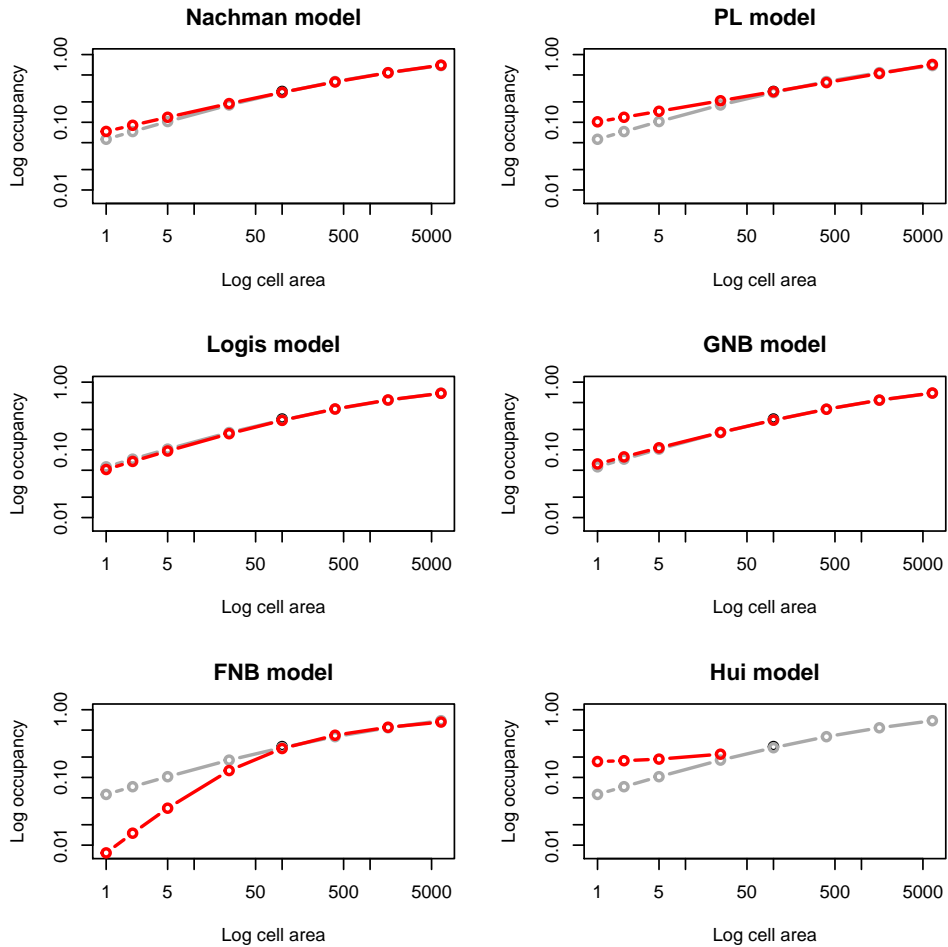 Nachman model
Log occupancy
1.00
0.10
0.01
1 5 50 500 5000
Log cell area
PL model
Log occupancy
1.00
0.10
0.01
1 5 50 500 5000
Log cell area
Logis model
Log occupancy
1.00
0.10
0.01
1 5 50 500 5000
Log cell area
GNB model
Log occupancy
1.00
0.10
0.01
1 5 50 500 5000
Log cell area
FNB model
Log occupancy
1.00
0.10
0.01
1 5 50 500 5000
Log cell area
Hui model
Log occupancy
1.00
0.10
0.01
1 5 50 500 5000
Log cell area